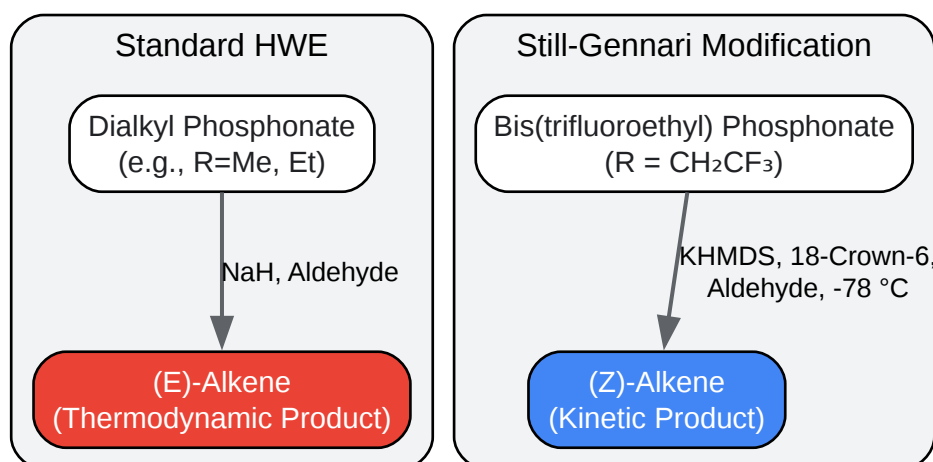 Standard HWE
Dialkyl Phosphonate
(e.g., R=Me, Et)
NaH, Aldehyde
(E)-Alkene
(Thermodynamic Product)
Still-Gennari Modification
Bis(trifluoroethyl) Phosphonate
(R = CH₂CF₃)
KHMDS, 18-Crown-6,
Aldehyde, -78 °C
(Z)-Alkene
(Kinetic Product)